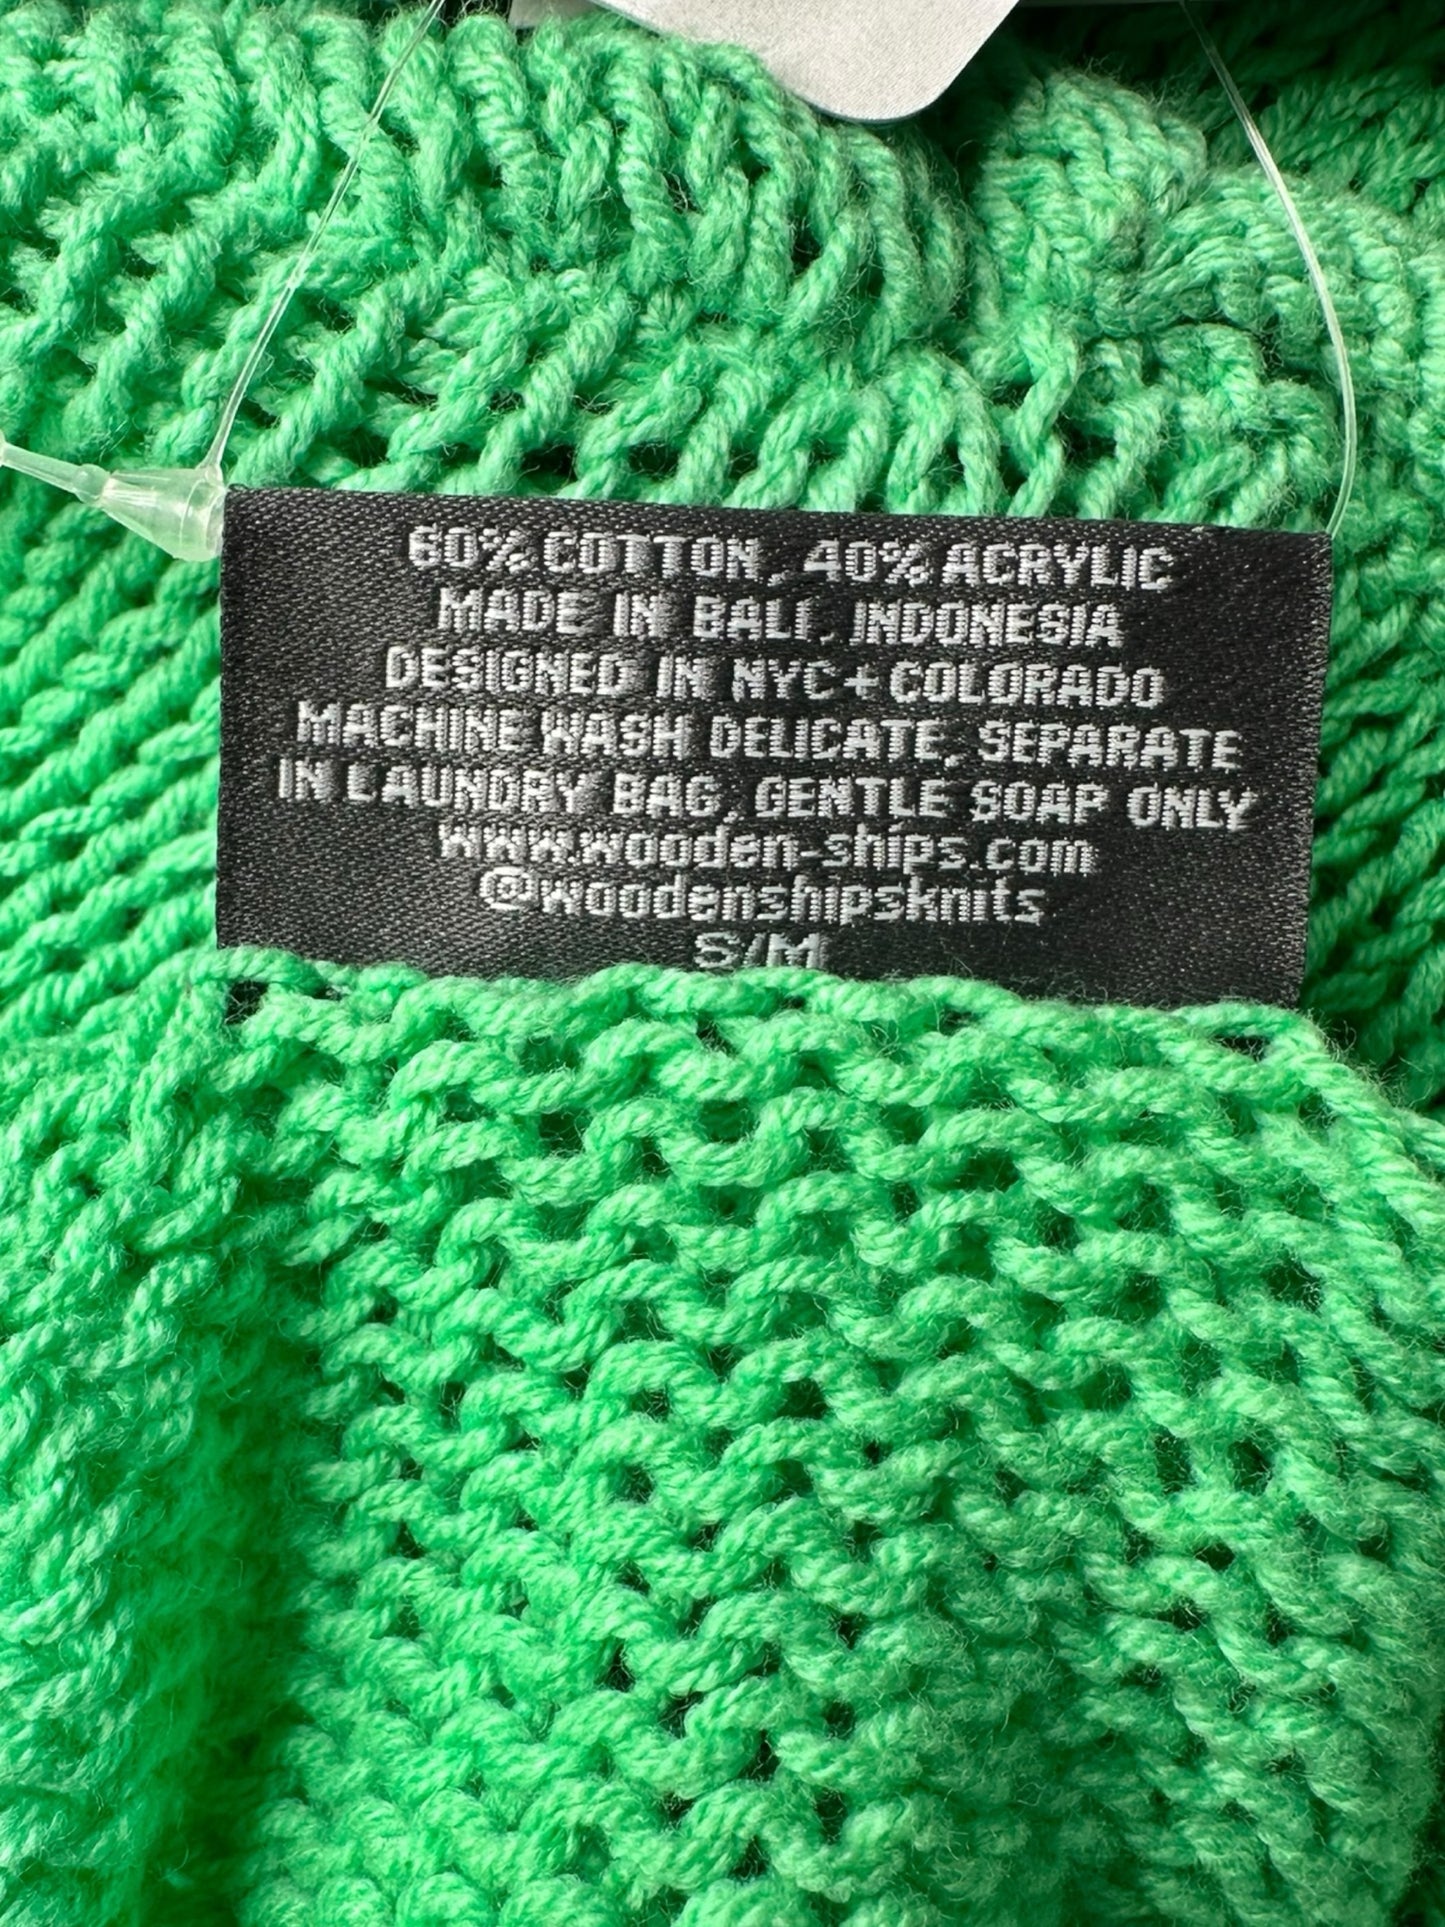 60% COTTON, 40% ACRYLIC
MADE IN BALI, INDONESIA
DESIGNED IN NYC+COLORADO
MACHINE WASH DELICATE, SEPARATE
IN LAUNDRY BAG, GENTLE SOAP ONLY
www.wooden-ships.com
@woodenshipsknits
S/M